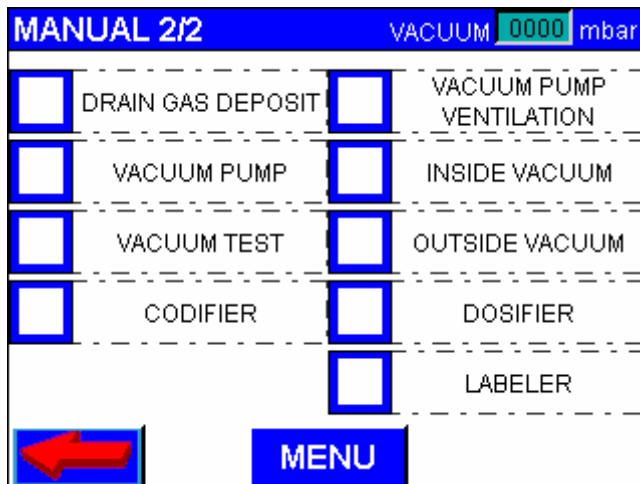 MANUAL 2/2
VACUUM 0000 mbar
DRAIN GAS DEPOSIT
VACUUM PUMP
VENTILATION
VACUUM PUMP
INSIDE VACUUM
VACUUM TEST
OUTSIDE VACUUM
CODIFIER
DOSIFIER
LABELER
MENU